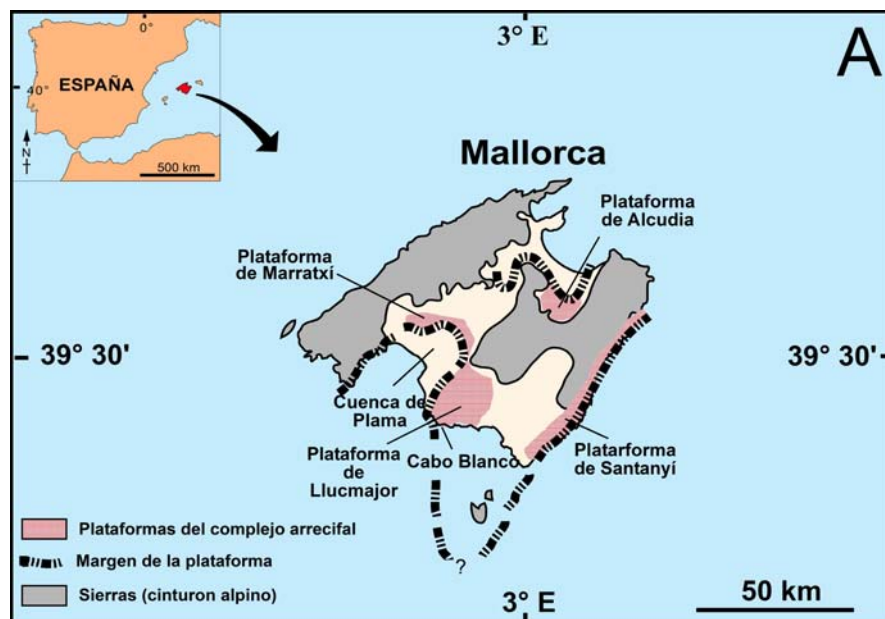 0°
40°
ESPAÑA
N
500 km
3° E
A
Mallorca
Plataforma
de Alcudia
Plataforma
de Marratxí
39° 30'
39° 30'
Cuenca de
Plama
Plataforma
de
Llucmajor
Cabo Blanco
Platarforma
de Santanyí
?
Plataformas del complejo arrecifal
Margen de la plataforma
Sierras (cinturon alpino)
3° E
50 km